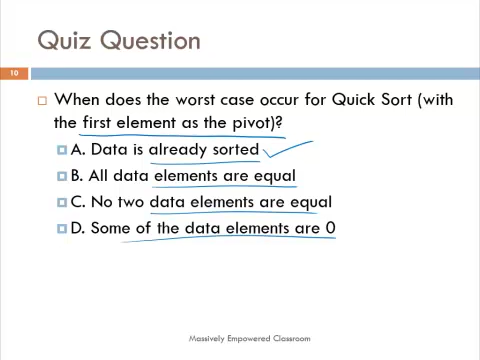 Quiz Question
10
When does the worst case occur for Quick Sort (with
the first element as the pivot)?
A. Data is already sorted
B. All data elements are equal
C. No two data elements are equal
D. Some of the data elements are 0
Massively Empowered Classroom